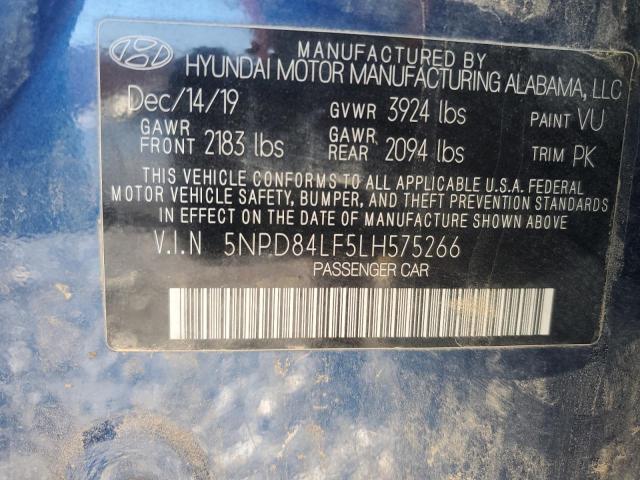 MANUFACTURED BY
HYUNDAI MOTOR MANUFACTURING ALABAMA, LLC
Dec/14/19 GVWR 3924 lbs PAINT VU
GAWR FRONT 2183 lbs GAWR REAR 2094 lbs TRIM PK
THIS VEHICLE CONFORMS TO ALL APPLICABLE U.S.A. FEDERAL
MOTOR VEHICLE SAFETY, BUMPER, AND THEFT PREVENTION STANDARDS
IN EFFECT ON THE DATE OF MANUFACTURE SHOWN ABOVE
V.I.N 5NPD84LF5LH575266
PASSENGER CAR